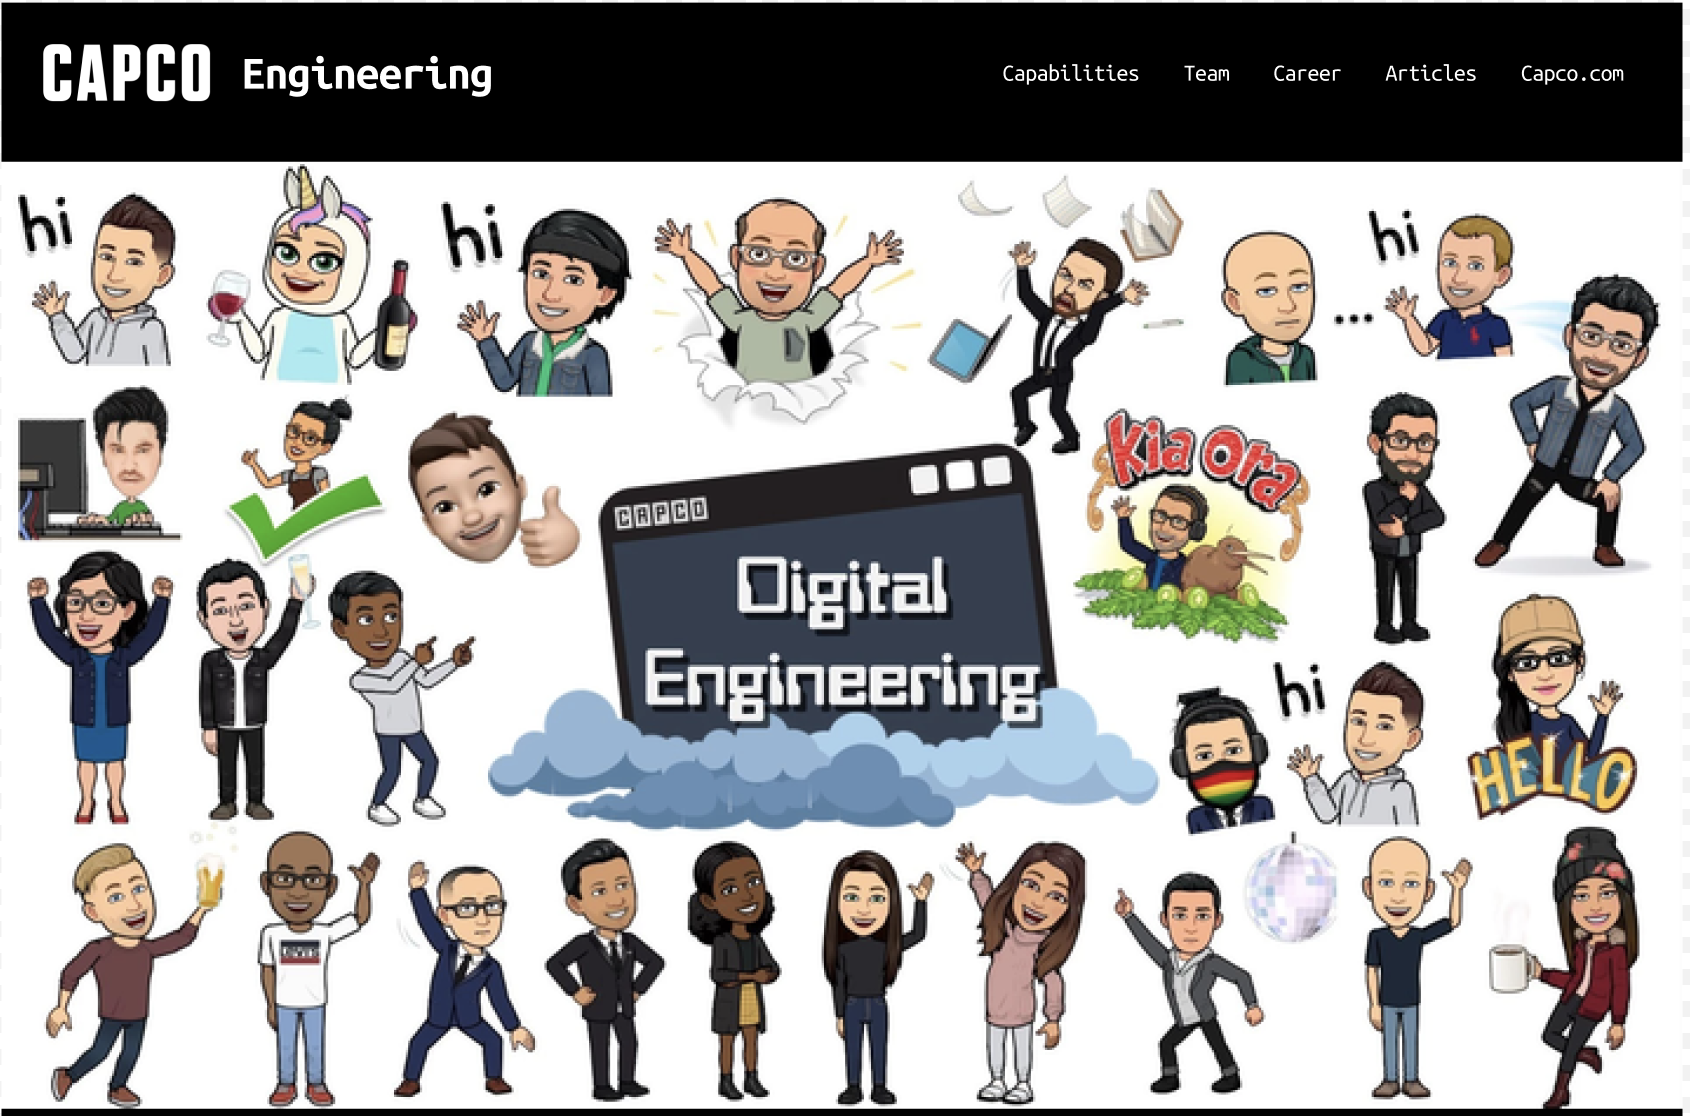 CAPCO Engineering
Capabilities Team Career Articles Capco.com
hi
hi
hi
...
Kia Ora
CAPCO
Digital
Engineering
hi
HELLO